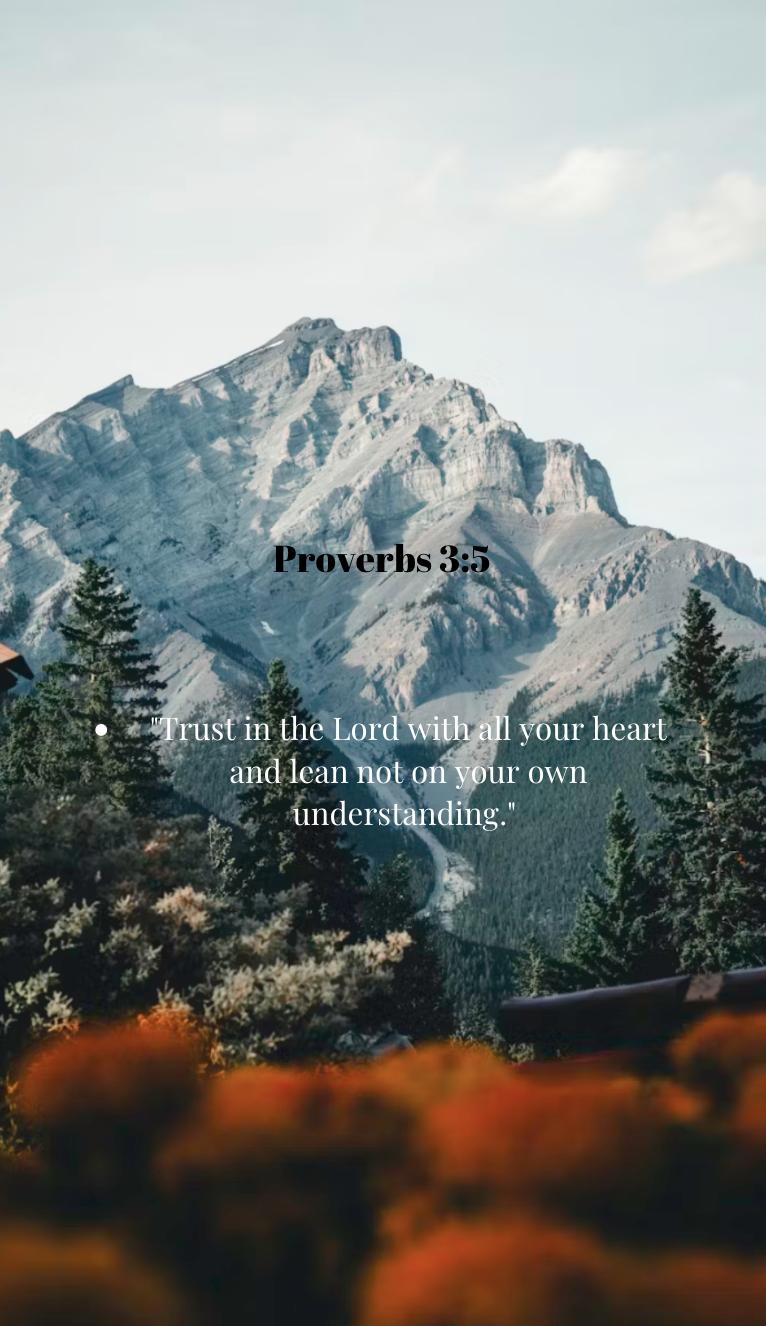 Proverbs 3:5
• "Trust in the Lord with all your heart
and lean not on your own
understanding."